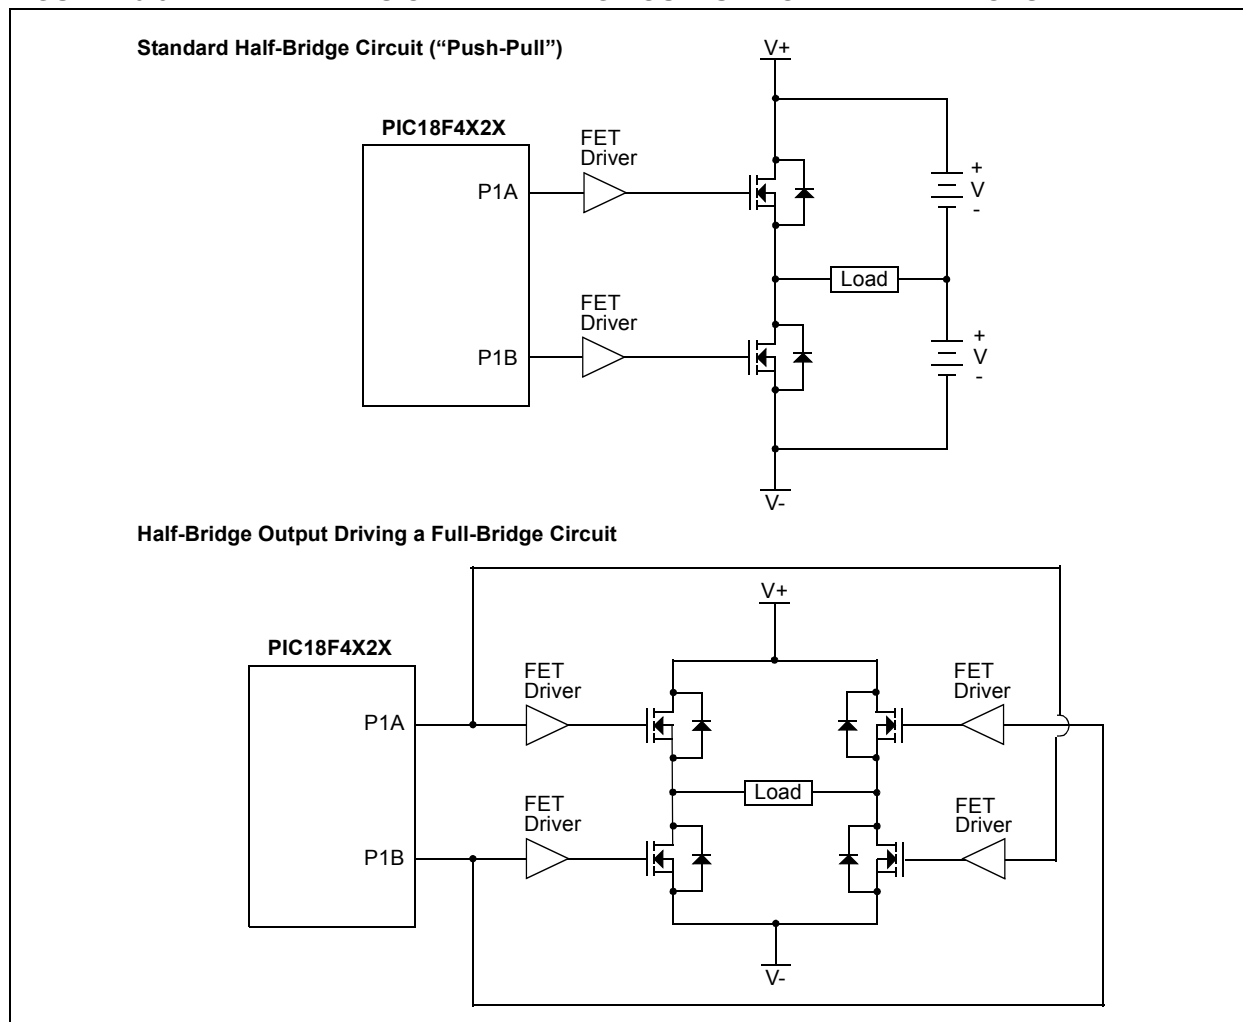 Standard Half-Bridge Circuit (“Push-Pull”)
V+
PIC18F4X2X
FET
Driver
P1A
+
V
-
Load
FET
Driver
P1B
+
V
-
V-
Half-Bridge Output Driving a Full-Bridge Circuit
V+
PIC18F4X2X
FET
Driver
FET
Driver
P1A
Load
FET
Driver
FET
Driver
P1B
V-